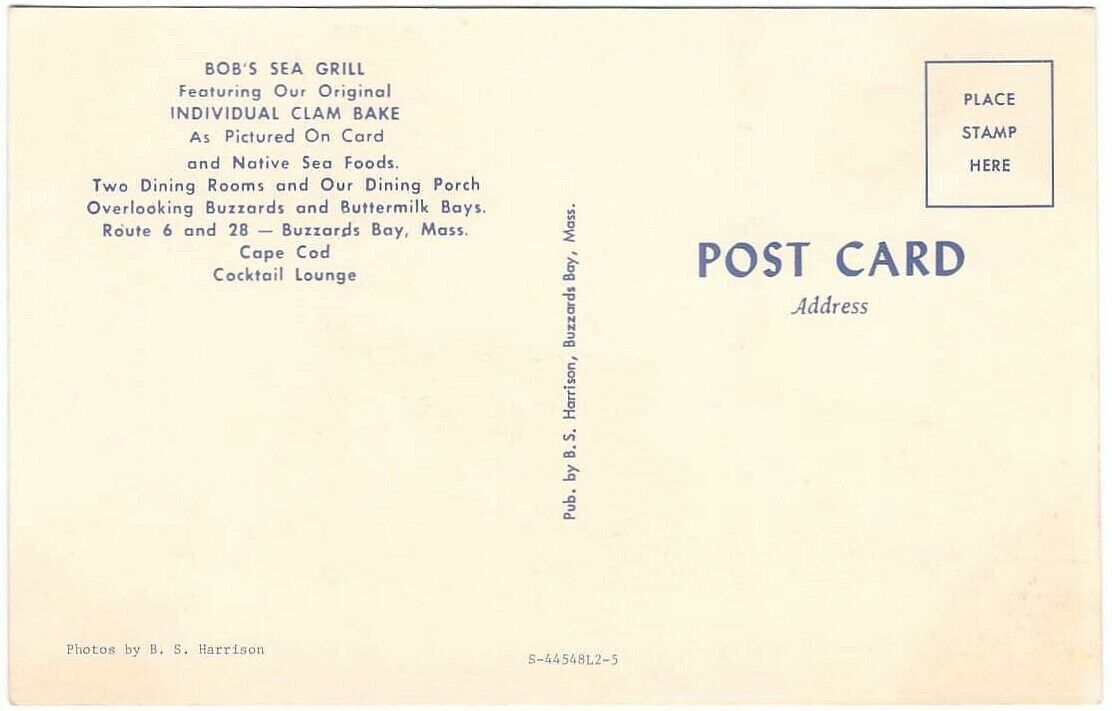 BOB'S SEA GRILL
Featuring Our Original
INDIVIDUAL CLAM BAKE
As Pictured On Card
and Native Sea Foods.
Two Dining Rooms and Our Dining Porch
Overlooking Buzzards and Buttermilk Bays.
Route 6 and 28 — Buzzards Bay, Mass.
Cape Cod
Cocktail Lounge
Photos by B. S. Harrison
Pub. by B. S. Harrison, Buzzards Bay, Mass.
S-44548L2-5
PLACE
STAMP
HERE
POST CARD
Address